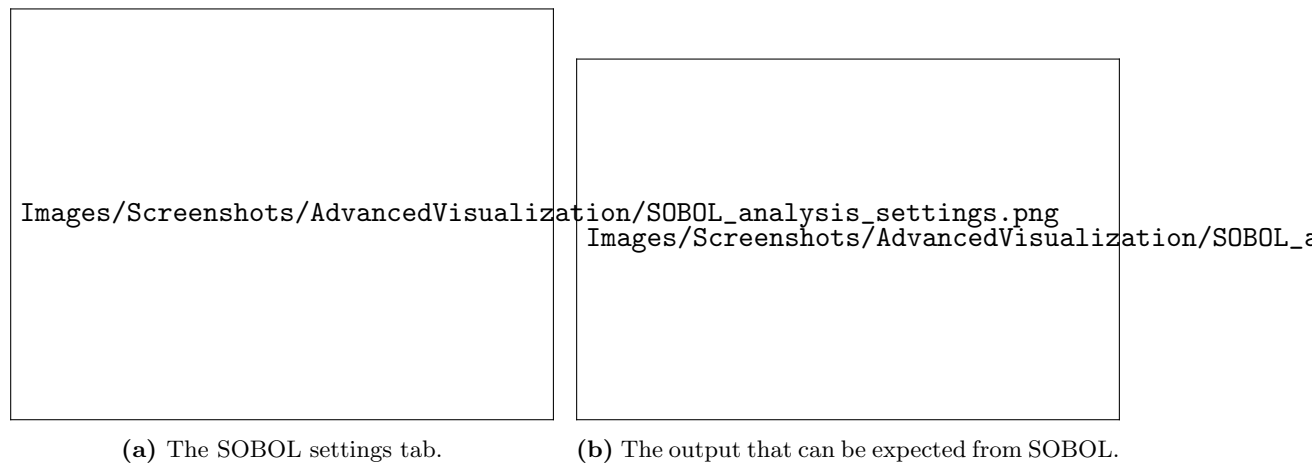 Images/Screenshots/AdvancedVisualization/SOBOL_analysis_settings.png
Images/Screenshots/AdvancedVisualization/SOBOL_a
(a) The SOBOL settings tab.
(b) The output that can be expected from SOBOL.